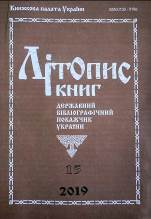 Книжкова палата України
Літопис
книг
ДЕРЖАВНИЙ
БІБЛІОГРАФІЧНИЙ
ПОКАЖЧИК
УКРАЇНИ
15
2019